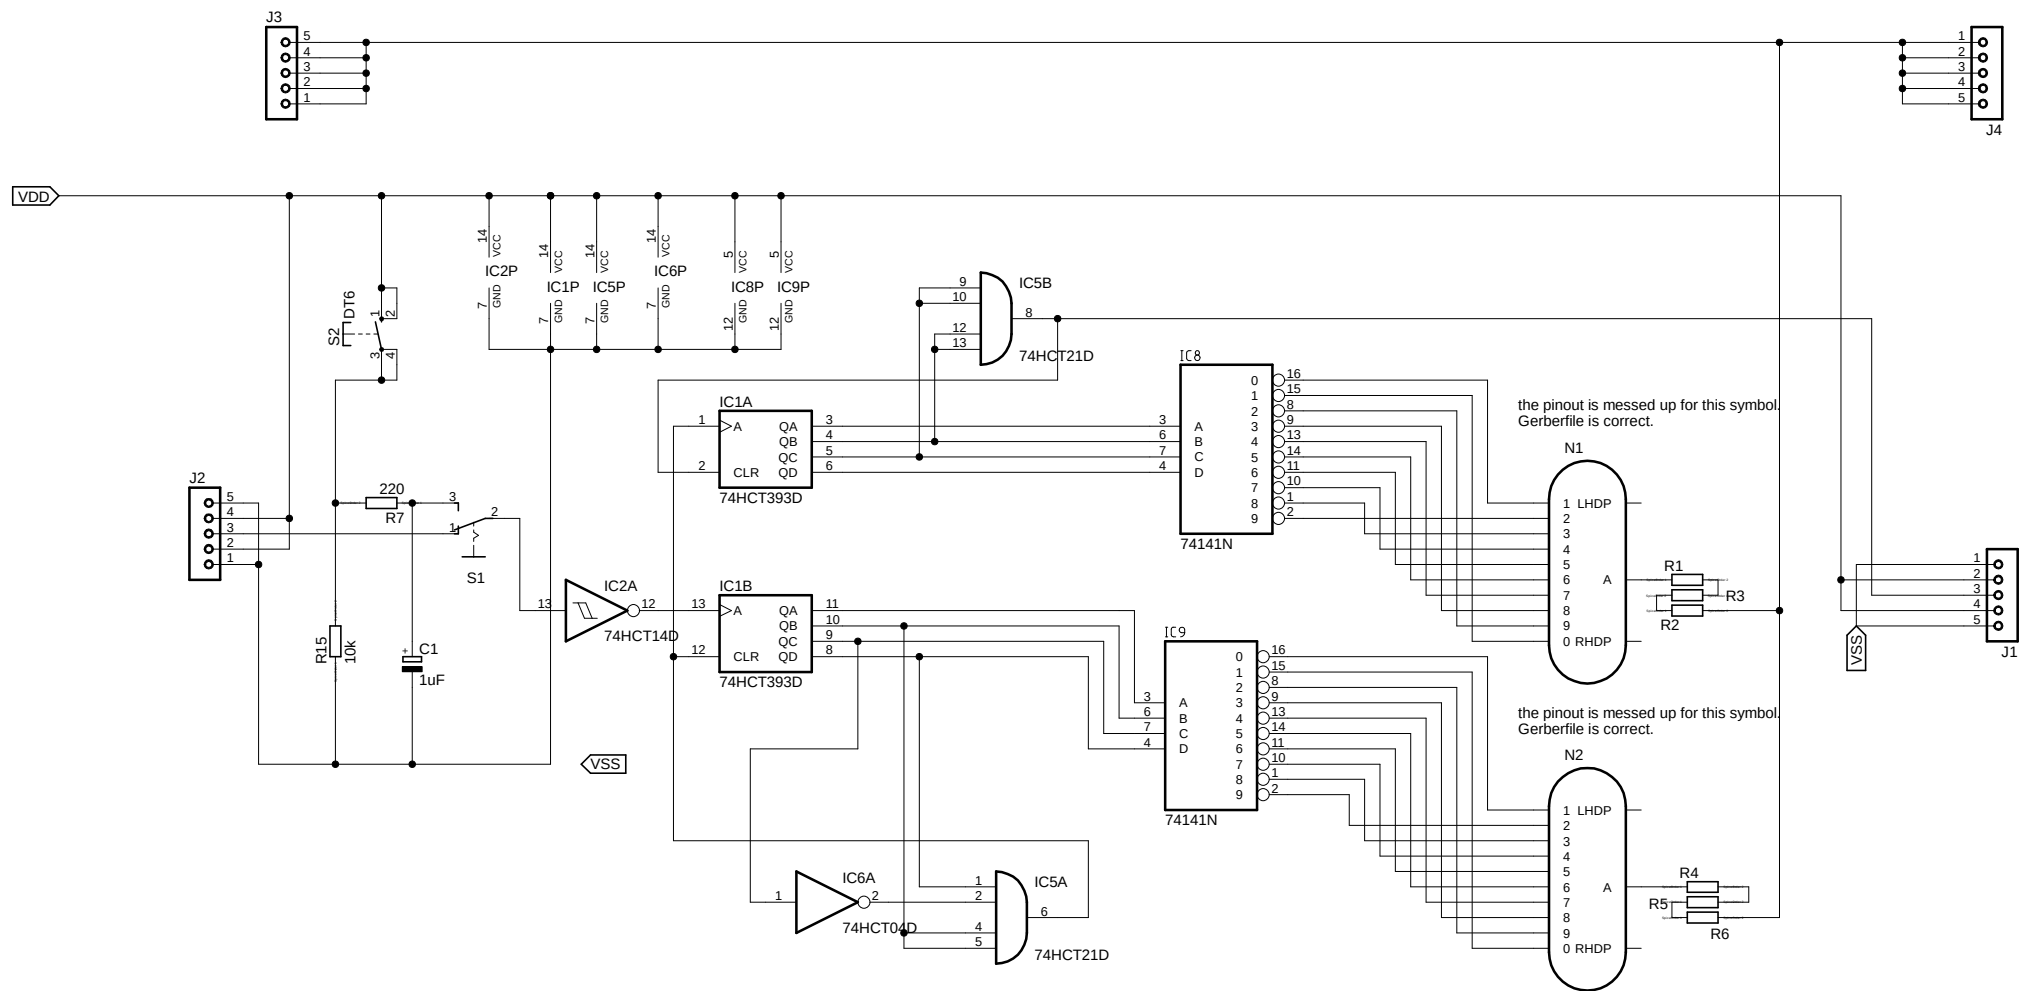 J3
5
4
3
2
1
1
2
3
4
5
J4
VDD
14 VCC
IC2P
7 GND
14 VCC
IC1P
7 GND
14 VCC
IC5P
7 GND
14 VCC
IC6P
7 GND
5 VCC
IC8P
12 GND
5 VCC
IC9P
12 GND
S2
DT6
1
2
3
4
9
10
12
13
8
IC5B
74HCT21D
IC1A
1
A
2
CLR
QA
QB
QC
QD
3
4
5
6
74HCT393D
IC8
3
6
7
4
A
B
C
D
0 16
1 15
2 8
3 9
4 13
5 14
6 11
7 10
8 1
9 2
74141N
the pinout is messed up for this symbol.
Gerberfile is correct.
N1
1 LHDP
2
3
4
5
6
A
7
8
9
0 RHDP
R1
R3
R2
J2
5
4
3
2
1
220
R7
3
1
2
S1
R15
10k
+
C1
1uF
13
IC2A
12
74HCT14D
IC1B
13
A
12
CLR
QA
QB
QC
QD
11
10
9
8
74HCT393D
IC9
3
6
7
4
A
B
C
D
0 16
1 15
2 8
3 9
4 13
5 14
6 11
7 10
8 1
9 2
74141N
1
2
3
4
5
J1
VSS
VSS
the pinout is messed up for this symbol.
Gerberfile is correct.
N2
1 LHDP
2
3
4
5
6
A
7
8
9
0 RHDP
R4
R5
R6
IC6A
1
2
74HCT04D
1
2
4
5
6
IC5A
74HCT21D